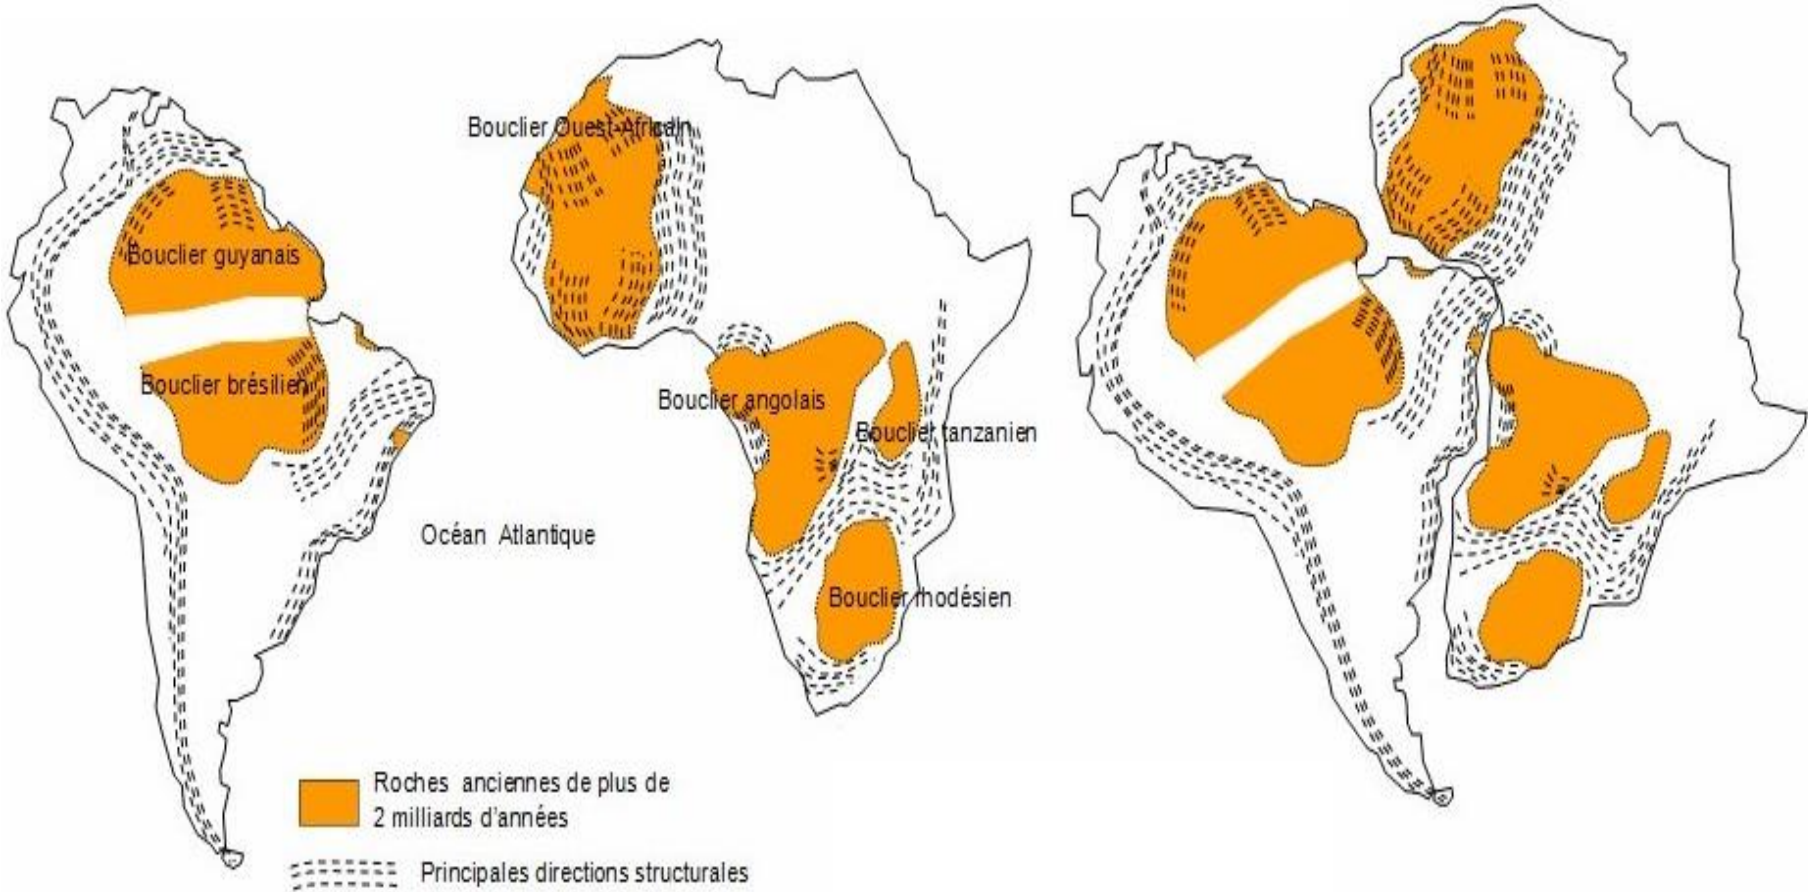 Bouclier Ouest-Africain
Bouclier guyanais
Bouclier brésilien
Bouclier angolais
Bouclier tanzanien
Océan Atlantique
Bouclier rhodésien
Roches anciennes de plus de
2 milliards d'années
Principales directions structurales